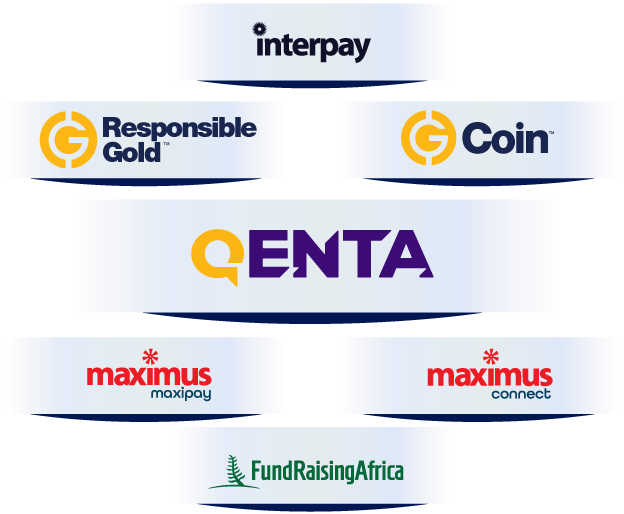 interpay
Responsible
Gold™
G Coin™
QENTA
maximus
maxipay
maximus
connect
FundRaisingAfrica